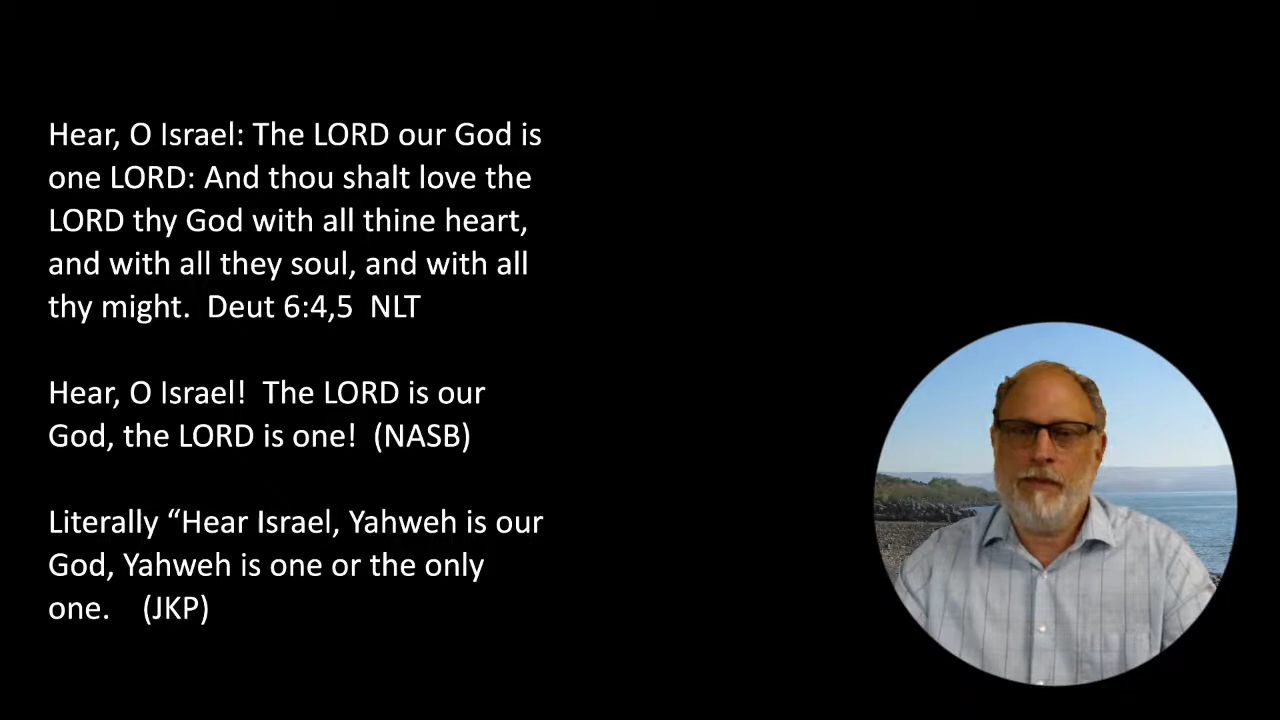 Hear, O Israel: The LORD our God is
one LORD: And thou shalt love the
LORD thy God with all thine heart,
and with all they soul, and with all
thy might.  Deut 6:4,5  NLT
Hear, O Israel!  The LORD is our
God, the LORD is one!  (NASB)
Literally “Hear Israel, Yahweh is our
God, Yahweh is one or the only
one.    (JKP)